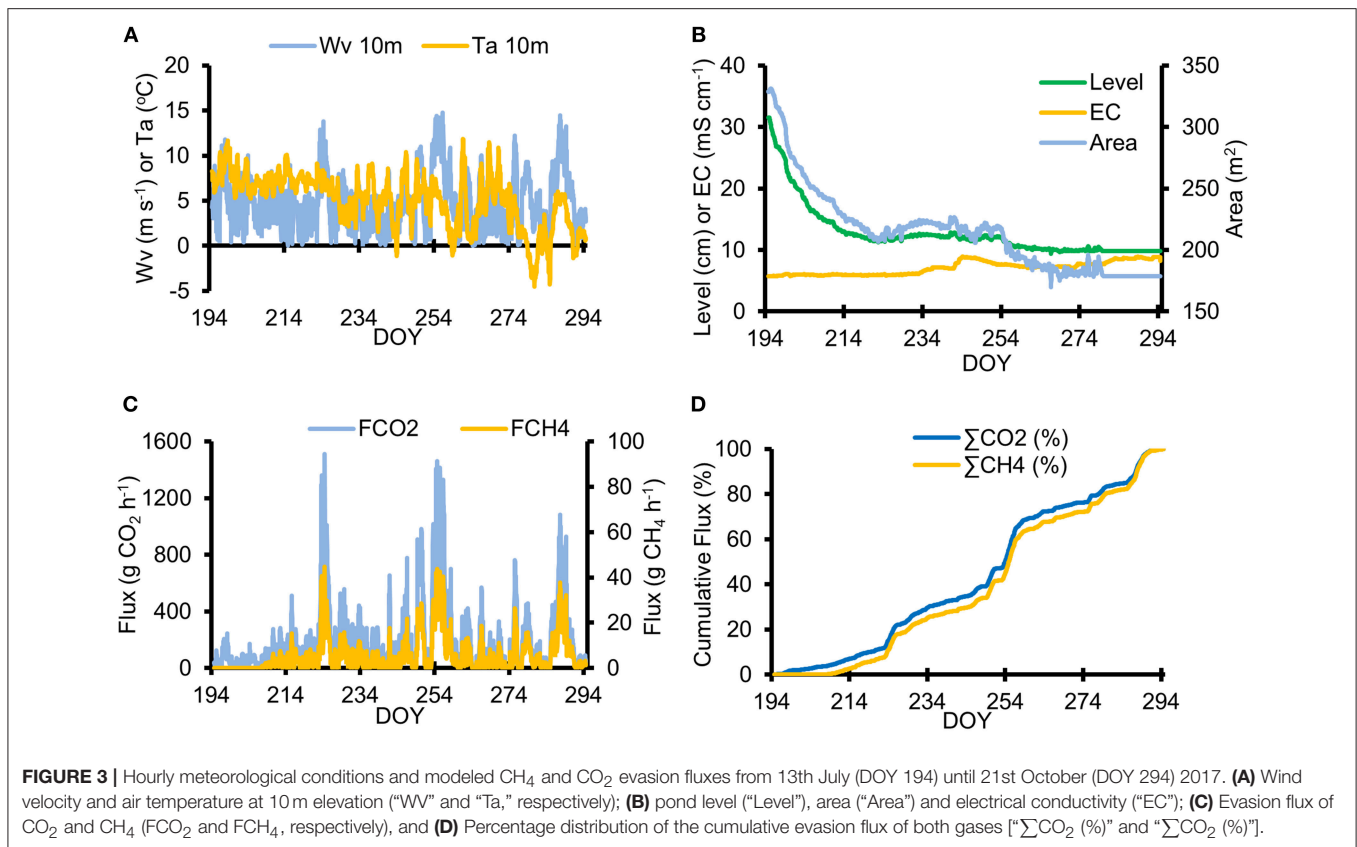 A
Wv 10m
Ta 10m
Wv (m s⁻¹) or Ta (ºC)
20
15
10
5
0
-5
194 214 234 254 274 294
DOY
B
Level
EC
Area
Level (cm) or EC (mS cm⁻¹)
40
30
20
10
0
350
300
250
200
150
Area (m²)
194 214 234 254 274 294
DOY
C
FCO2
FCH4
Flux (g CO₂ h⁻¹)
1600
1200
800
400
0
100
80
60
40
20
0
Flux (g CH₄ h⁻¹)
194 214 234 254 274 294
DOY
D
∑CO2 (%)
∑CH4 (%)
Cumulative Flux (%)
100
80
60
40
20
0
194 214 234 254 274 294
DOY
FIGURE 3 | Hourly meteorological conditions and modeled CH₄ and CO₂ evasion fluxes from 13th July (DOY 194) until 21st October (DOY 294) 2017. (A) Wind
velocity and air temperature at 10 m elevation (“WV” and “Ta,” respectively); (B) pond level (“Level”), area (“Area”) and electrical conductivity (“EC”); (C) Evasion flux of
CO₂ and CH₄ (FCO₂ and FCH₄, respectively), and (D) Percentage distribution of the cumulative evasion flux of both gases [“∑CO₂ (%)” and “∑CO₂ (%)”].